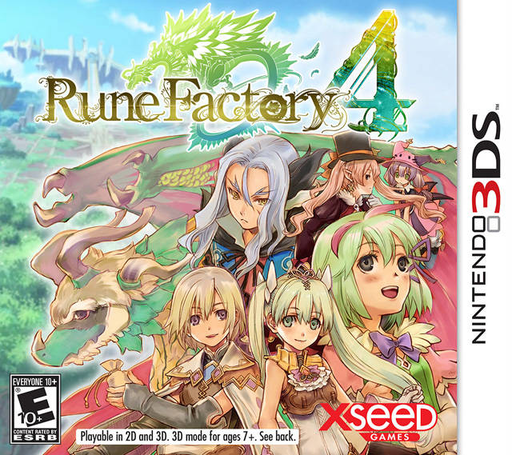 Rune Factory 4
NINTENDO 3DS™
EVERYONE 10+
E
10+
CONTENT RATED BY
ESRB
Playable in 2D and 3D. 3D mode for ages 7+. See back.
XSEED
GAMES